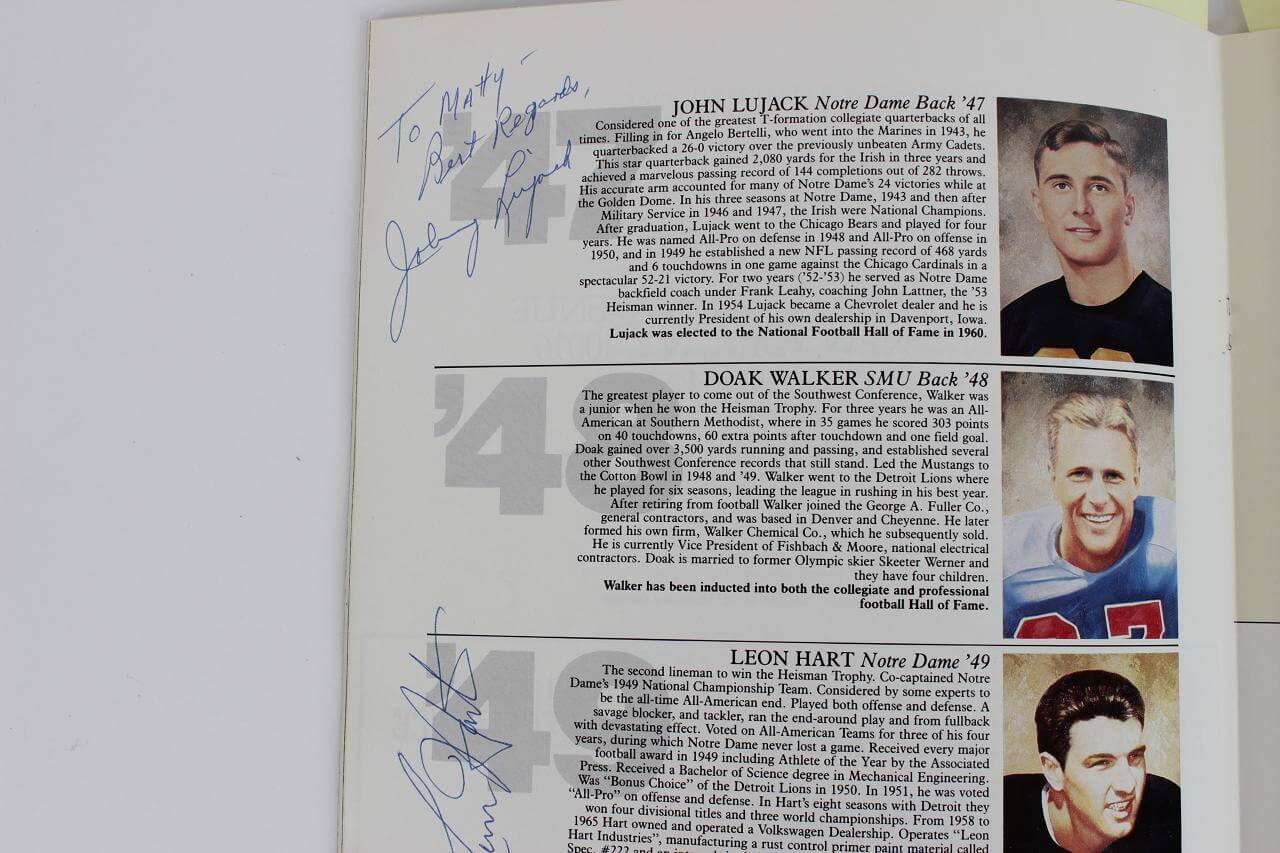 To Matty -
Best Regards,
Johnny Lujack
'47
JOHN LUJACK Notre Dame Back '47
Considered one of the greatest T-formation collegiate quarterbacks of all
times. Filling in for Angelo Bertelli, who went into the Marines in 1943, he
quarterbacked a 26-0 victory over the previously unbeaten Army Cadets.
This star quarterback gained 2,080 yards for the Irish in three years and
achieved a marvelous passing record of 144 completions out of 282 throws.
His accurate arm accounted for many of Notre Dame's 24 victories while at
the Golden Dome. In his three seasons at Notre Dame, 1943 and then after
Military Service in 1946 and 1947, the Irish were National Champions.
After graduation, Lujack went to the Chicago Bears and played for four
years. He was named All-Pro on defense in 1948 and All-Pro on offense in
1950, and in 1949 he established a new NFL passing record of 468 yards
and 6 touchdowns in one game against the Chicago Cardinals in a
spectacular 52-21 victory. For two years ('52-'53) he served as Notre Dame
backfield coach under Frank Leahy, coaching John Lattner, the '53
Heisman winner. In 1954 Lujack became a Chevrolet dealer and he is
currently President of his own dealership in Davenport, Iowa.
Lujack was elected to the National Football Hall of Fame in 1960.
'48
DOAK WALKER SMU Back '48
The greatest player to come out of the Southwest Conference, Walker was
a junior when he won the Heisman Trophy. For three years he was an All-
American at Southern Methodist, where in 35 games he scored 303 points
on 40 touchdowns, 60 extra points after touchdown and one field goal.
Doak gained over 3,500 yards running and passing, and established several
other Southwest Conference records that still stand. Led the Mustangs to
the Cotton Bowl in 1948 and '49. Walker went to the Detroit Lions where
he played for six seasons, leading the league in rushing in his best year.
After retiring from football Walker joined the George A. Fuller Co.,
general contractors, and was based in Denver and Cheyenne. He later
formed his own firm, Walker Chemical Co., which he subsequently sold.
He is currently Vice President of Fishbach & Moore, national electrical
contractors. Doak is married to former Olympic skier Skeeter Werner and
they have four children.
Walker has been inducted into both the collegiate and professional
football Hall of Fame.
'49
Hart
LEON HART Notre Dame '49
The second lineman to win the Heisman Trophy. Co-captained Notre
Dame's 1949 National Championship Team. Considered by some experts to
be the all-time All-American end. Played both offense and defense. A
savage blocker, and tackler, ran the end-around play and from fullback
with devastating effect. Voted on All-American Teams for three of his four
years, during which Notre Dame never lost a game. Received every major
football award in 1949 including Athlete of the Year by the Associated
Press. Received a Bachelor of Science degree in Mechanical Engineering.
Was "Bonus Choice" of the Detroit Lions in 1950. In 1951, he was voted
"All-Pro" on offense and defense. In Hart's eight seasons with Detroit they
won four divisional titles and three world championships. From 1958 to
1965 Hart owned and operated a Volkswagen Dealership. Operates "Leon
Hart Industries", manufacturing a rust control primer paint material called
Spec. #222 and an